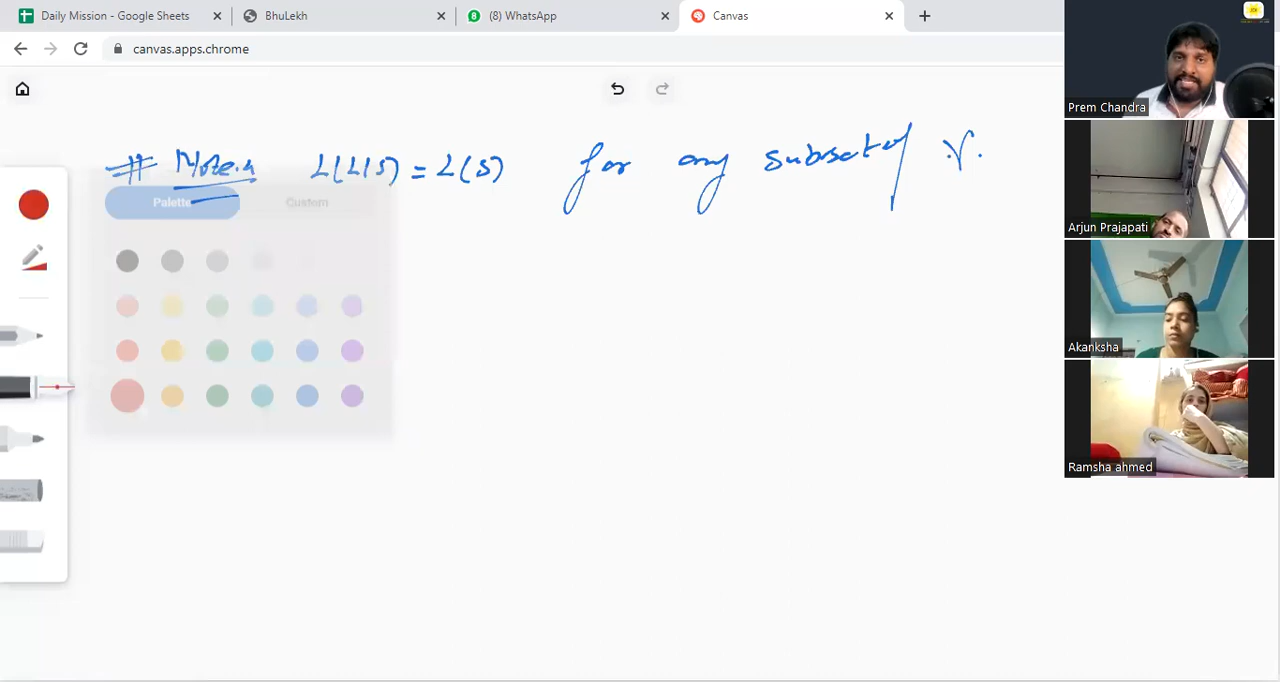 Daily Mission - Google Sheets
BhuLekh
(8) WhatsApp
Canvas
canvas.apps.chrome
# Note:- L(L(S) = L(S) for any subset of V.
Palette
Custom
Prem Chandra
Arjun Prajapati
Akanksha
Ramsha ahmed